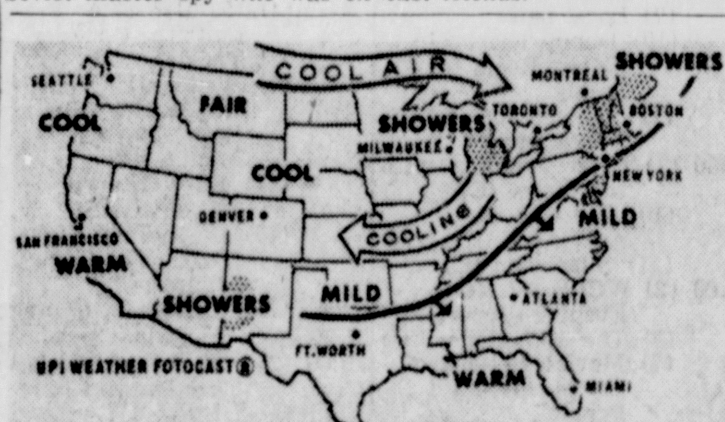 COOL AIR
SHOWERS
SEATTLE
MONTREAL
FAIR
TORONTO
BOSTON
COOL
SHOWERS
MILWAUKEE
COOL
NEW YORK
DENVER
COOLING
MILD
SAN FRANCISCO
WARM
SHOWERS
MILD
ATLANTA
FT. WORTH
UPI WEATHER FOTOCAST ®
WARM
MIAMI